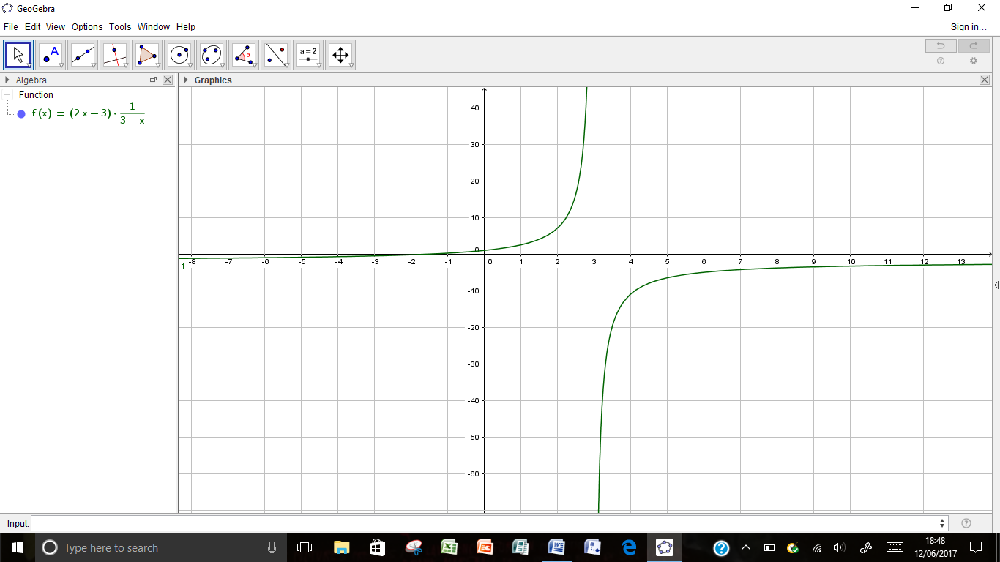 GeoGebra
File Edit View Options Tools Window Help Sign in...
A α a = 2
Algebra
Graphics
Function
f (x) = (2 x + 3) · 1 / (3 − x)
40
30
20
10
0
-8 -7 -6 -5 -4 -3 -2 -1 0 1 2 3 4 5 6 7 8 9 10 11 12 13
f
-10
-20
-30
-40
-50
-60
Input:
Type here to search
18:48
12/06/2017